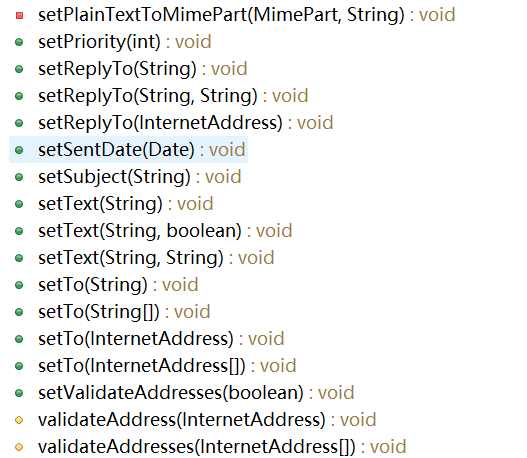 setPlainTextToMimePart(MimePart, String) : void
setPriority(int) : void
setReplyTo(String) : void
setReplyTo(String, String) : void
setReplyTo(InternetAddress) : void
setSentDate(Date) : void
setSubject(String) : void
setText(String) : void
setText(String, boolean) : void
setText(String, String) : void
setTo(String) : void
setTo(String[]) : void
setTo(InternetAddress) : void
setTo(InternetAddress[]) : void
setValidateAddresses(boolean) : void
validateAddress(InternetAddress) : void
validateAddresses(InternetAddress[]) : void